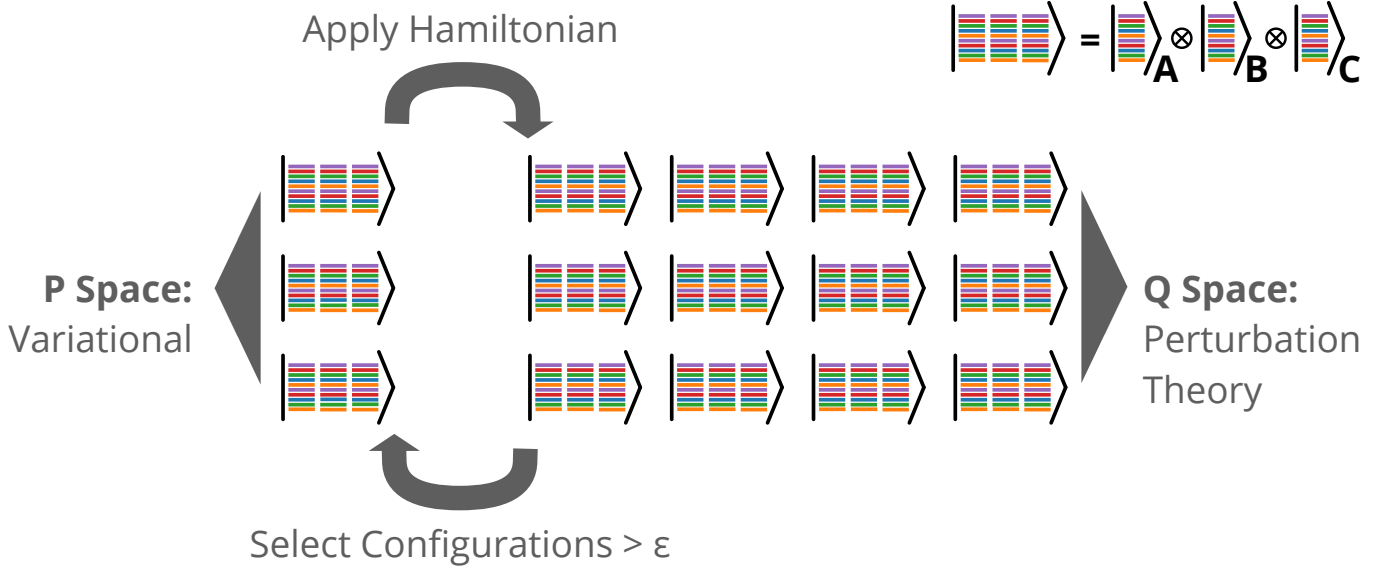 Apply Hamiltonian
= A ⊗ B ⊗ C
P Space:
Variational
Q Space:
Perturbation
Theory
Select Configurations > ε